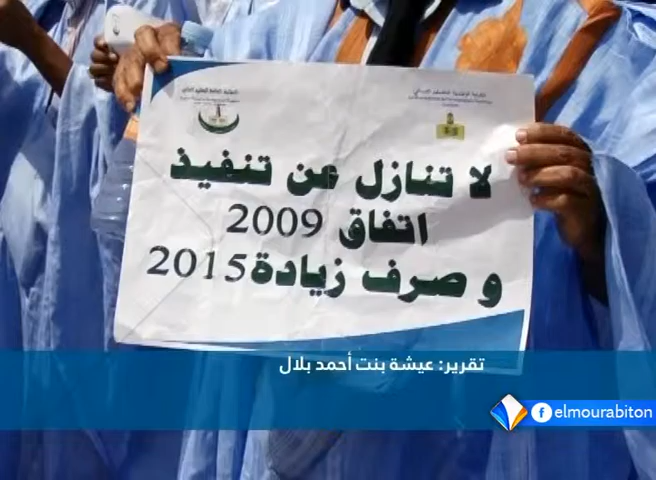 لا تنازل عن تنفيذ
اتفاق 2009
و صرف زيادة2015
تقرير: عيشة بنت أحمد بلال
elmourabiton